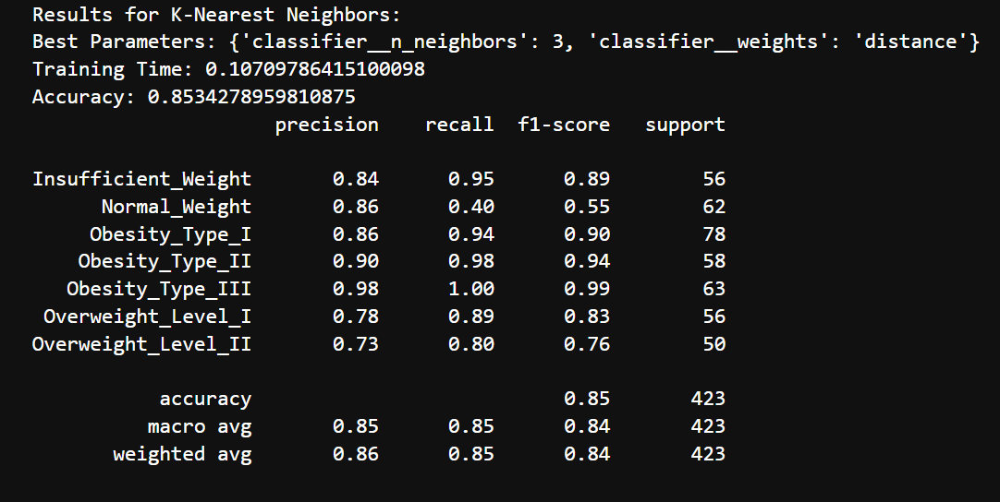 Results for K-Nearest Neighbors:
Best Parameters: {'classifier__n_neighbors': 3, 'classifier__weights': 'distance'}
Training Time: 0.10709786415100098
Accuracy: 0.8534278959810875
precision recall f1-score support
Insufficient_Weight 0.84 0.95 0.89 56
Normal_Weight 0.86 0.40 0.55 62
Obesity_Type_I 0.86 0.94 0.90 78
Obesity_Type_II 0.90 0.98 0.94 58
Obesity_Type_III 0.98 1.00 0.99 63
Overweight_Level_I 0.78 0.89 0.83 56
Overweight_Level_II 0.73 0.80 0.76 50
accuracy 0.85 423
macro avg 0.85 0.85 0.84 423
weighted avg 0.86 0.85 0.84 423